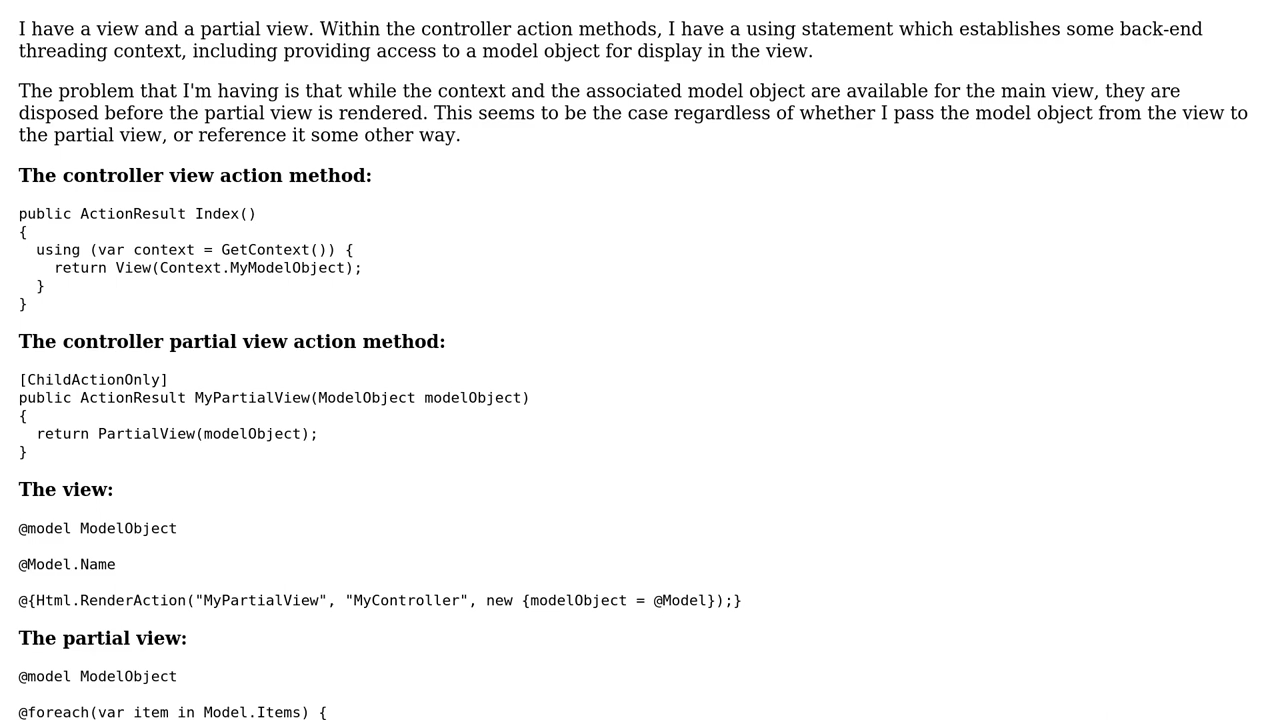 I have a view and a partial view. Within the controller action methods, I have a using statement which establishes some back-end
threading context, including providing access to a model object for display in the view.
The problem that I'm having is that while the context and the associated model object are available for the main view, they are
disposed before the partial view is rendered. This seems to be the case regardless of whether I pass the model object from the view to
the partial view, or reference it some other way.
The controller view action method:
public ActionResult Index()
{
  using (var context = GetContext()) {
    return View(Context.MyModelObject);
  }
}
The controller partial view action method:
[ChildActionOnly]
public ActionResult MyPartialView(ModelObject modelObject)
{
  return PartialView(modelObject);
}
The view:
@model ModelObject
@Model.Name
@{Html.RenderAction("MyPartialView", "MyController", new {modelObject = @Model});}
The partial view:
@model ModelObject
@foreach(var item in Model.Items) {